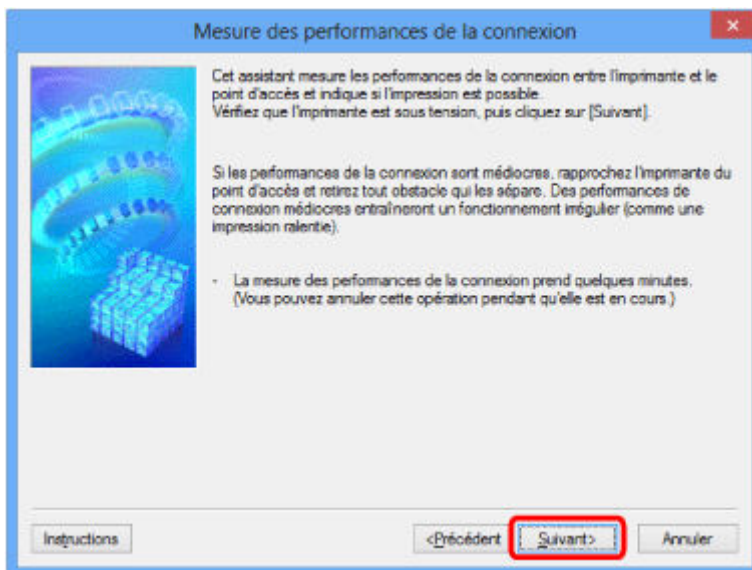 Mesure des performances de la connexion
Cet assistant mesure les performances de la connexion entre l'imprimante et le
point d'accès et indique si l'impression est possible.
Vérifiez que l'imprimante est sous tension, puis cliquez sur [Suivant].
Si les performances de la connexion sont médiocres, rapprochez l'imprimante du
point d'accès et retirez tout obstacle qui les sépare. Des performances de
connexion médiocres entraîneront un fonctionnement irrégulier (comme une
impression ralentie).
- La mesure des performances de la connexion prend quelques minutes.
(Vous pouvez annuler cette opération pendant qu'elle est en cours.)
Instructions
<Précédent
Suivant>
Annuler